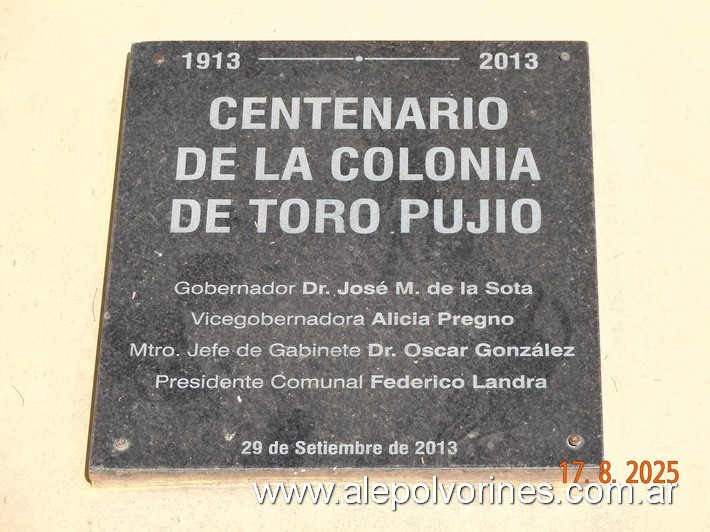 1913 2013
CENTENARIO
DE LA COLONIA
DE TORO PUJIO
Gobernador Dr. José M. de la Sota
Vicegobernadora Alicia Pregno
Mtro. Jefe de Gabinete Dr. Oscar González
Presidente Comunal Federico Landra
29 de Setiembre de 2013
17. 8. 2025
www.alepolvorines.com.ar